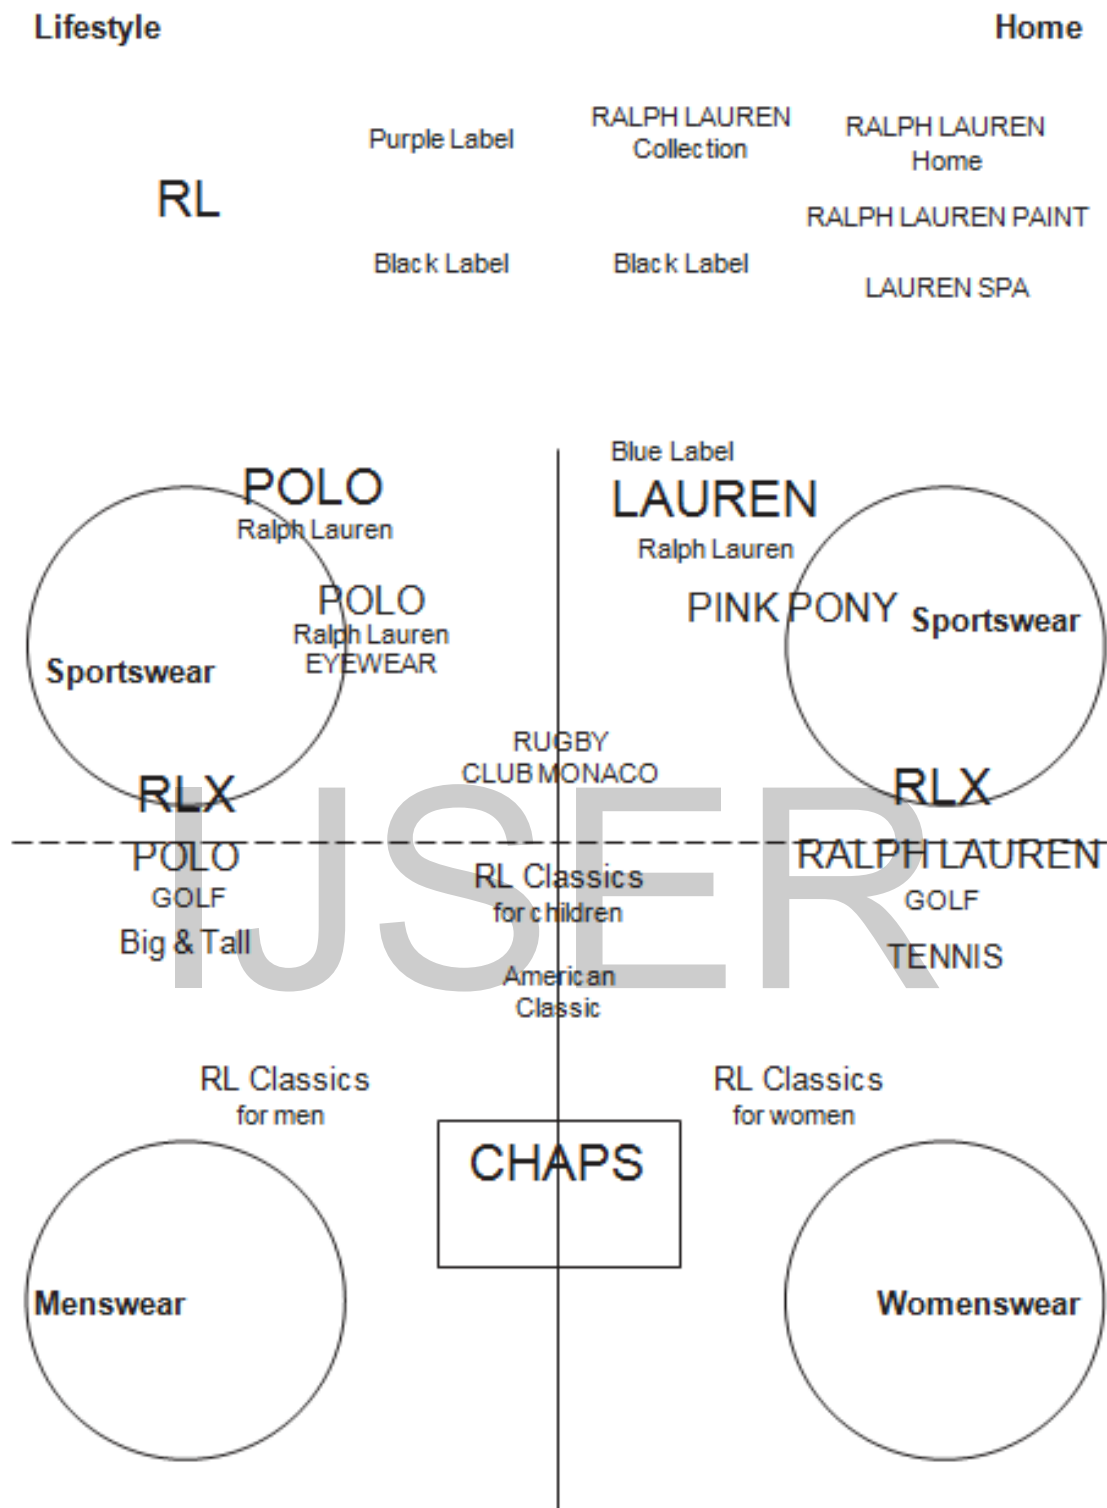 Lifestyle
Home
Purple Label
RALPH LAUREN
Collection
RALPH LAUREN
Home
RL
RALPH LAUREN PAINT
Black Label
Black Label
LAUREN SPA
POLO
Ralph Lauren
Blue Label
LAUREN
Ralph Lauren
POLO
Ralph Lauren
EYEWEAR
PINK PONY
Sportswear
Sportswear
RUGBY
CLUB MONACO
RLX
RLX
IJSER
POLO
GOLF
Big & Tall
RL Classics
for children
RALPH LAUREN
GOLF
TENNIS
American
Classic
RL Classics
for men
RL Classics
for women
CHAPS
Menswear
Womenswear